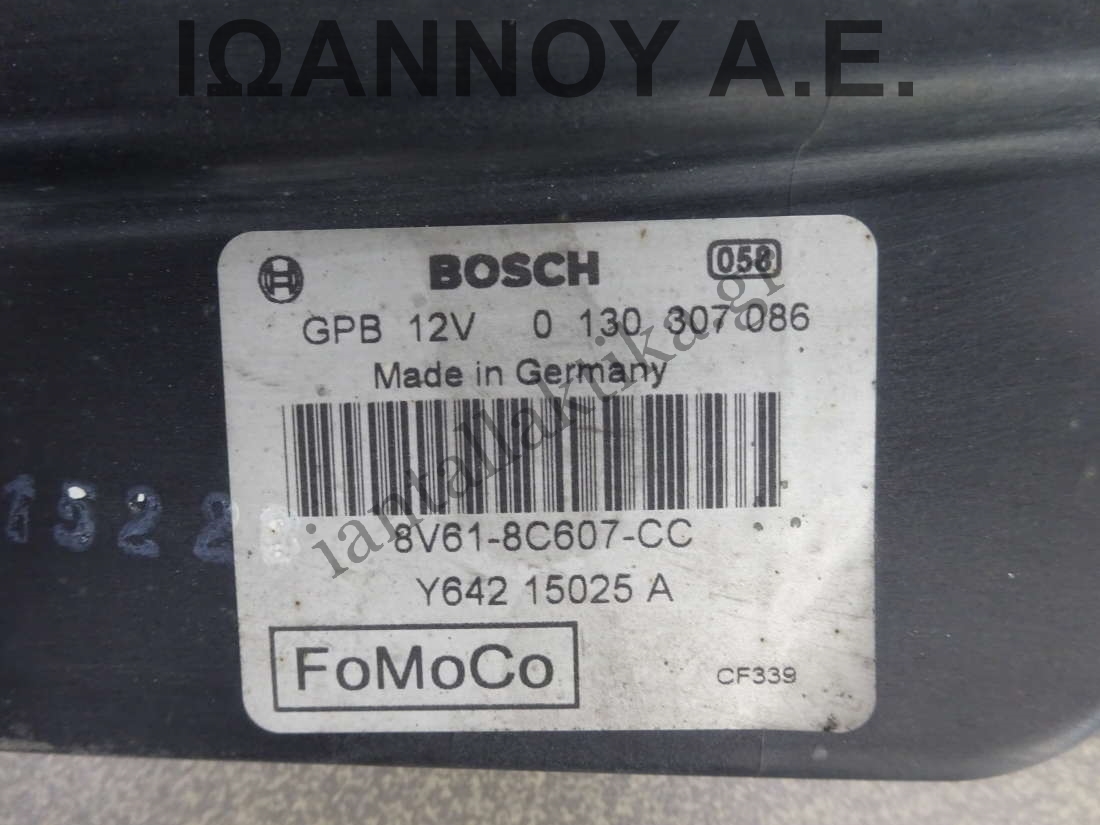 ΙΩΑΝΝΟΥ Α.Ε.
BOSCH 058
GPB 12V 0 130 307 086
Made in Germany
iantallaktika.gr
8V61-8C607-CC
Y642 15025 A
FoMoCo
CF339